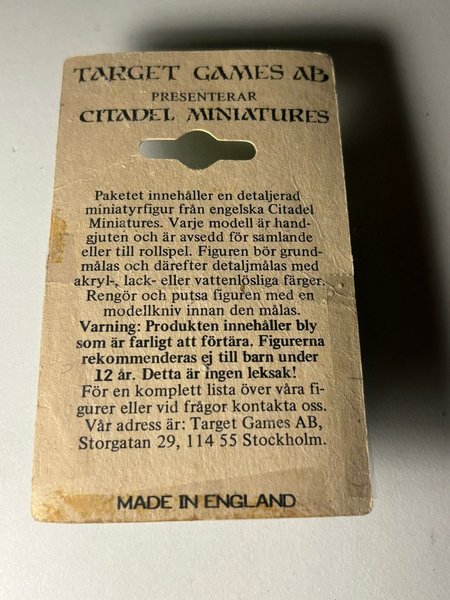 TARGET GAMES AB
PRESENTERAR
CITADEL MINIATURES
Paketet innehåller en detaljerad
miniatyrfigur från engelska Citadel
Miniatures. Varje modell är hand-
gjuten och är avsedd för samlande
eller till rollspel. Figuren bör grund-
målas och därefter detaljmålas med
akryl-, lack- eller vattenlösliga färger.
Rengör och putsa figuren med en
modellkniv innan den målas.
Varning: Produkten innehåller bly
som är farligt att förtära. Figurerna
rekommenderas ej till barn under
12 år. Detta är ingen leksak!
För en komplett lista över våra fi-
gurer eller vid frågor kontakta oss.
Vår adress är: Target Games AB,
Storgatan 29, 114 55 Stockholm.
MADE IN ENGLAND